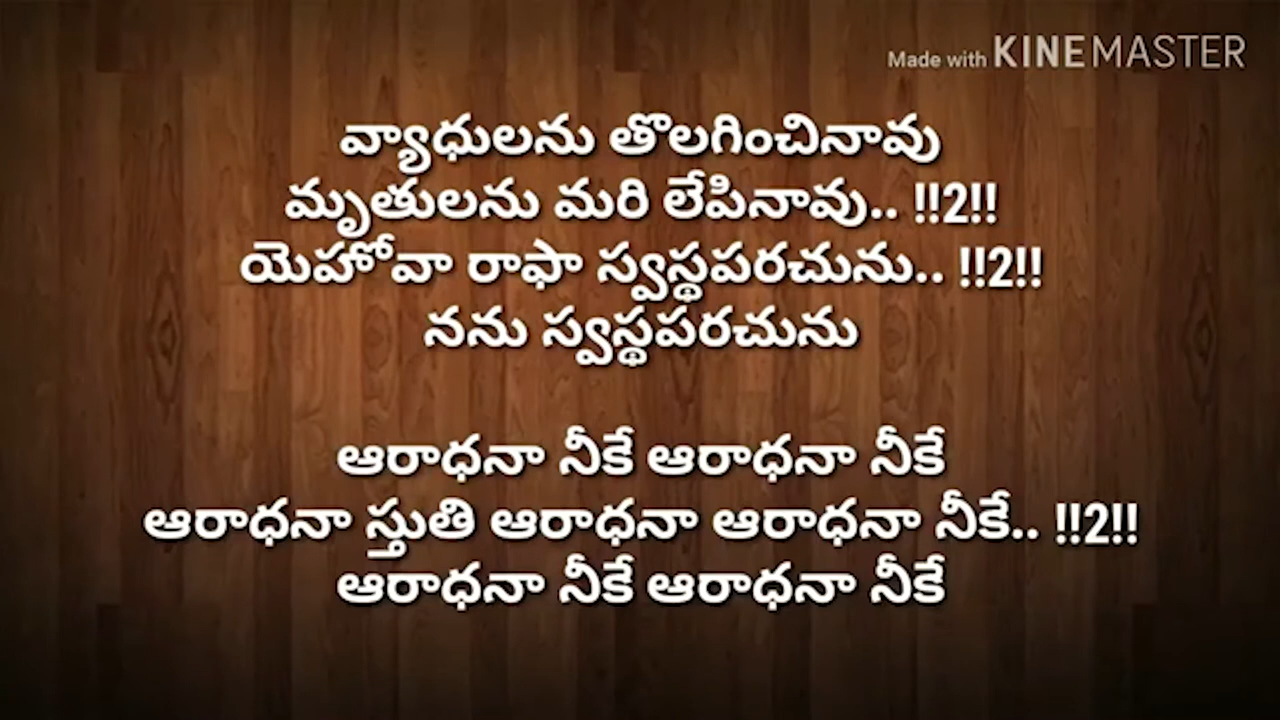 Made with KINEMASTER
వ్యాధులను తొలగించినావు
మృతులను మరి లేపినావు.. !!2!!
యెహోవా రాఫా స్వస్థపరచును.. !!2!!
నను స్వస్థపరచును
ఆరాధనా నీకే ఆరాధనా నీకే
ఆరాధనా స్తుతి ఆరాధనా ఆరాధనా నీకే.. !!2!!
ఆరాధనా నీకే ఆరాధనా నీకే